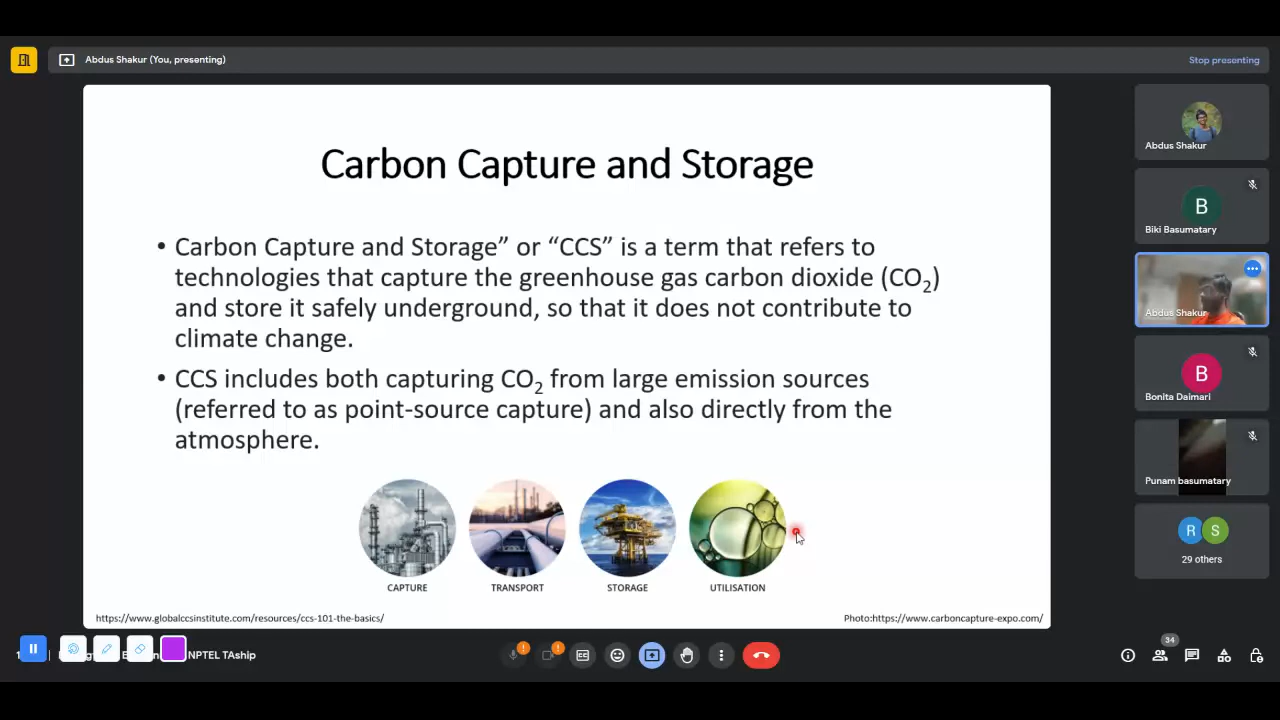 Abdus Shakur (You, presenting)
Stop presenting
Carbon Capture and Storage
• Carbon Capture and Storage” or “CCS” is a term that refers to
technologies that capture the greenhouse gas carbon dioxide (CO2)
and store it safely underground, so that it does not contribute to
climate change.
• CCS includes both capturing CO2 from large emission sources
(referred to as point-source capture) and also directly from the
atmosphere.
CAPTURE
TRANSPORT
STORAGE
UTILISATION
https://www.globalccsinstitute.com/resources/ccs-101-the-basics/
Photo:https://www.carboncapture-expo.com/
Abdus Shakur
B
Biki Basumatary
Abdus Shakur
B
Bonita Daimari
Punam basumatary
R
S
29 others
NPTEL TAship
34